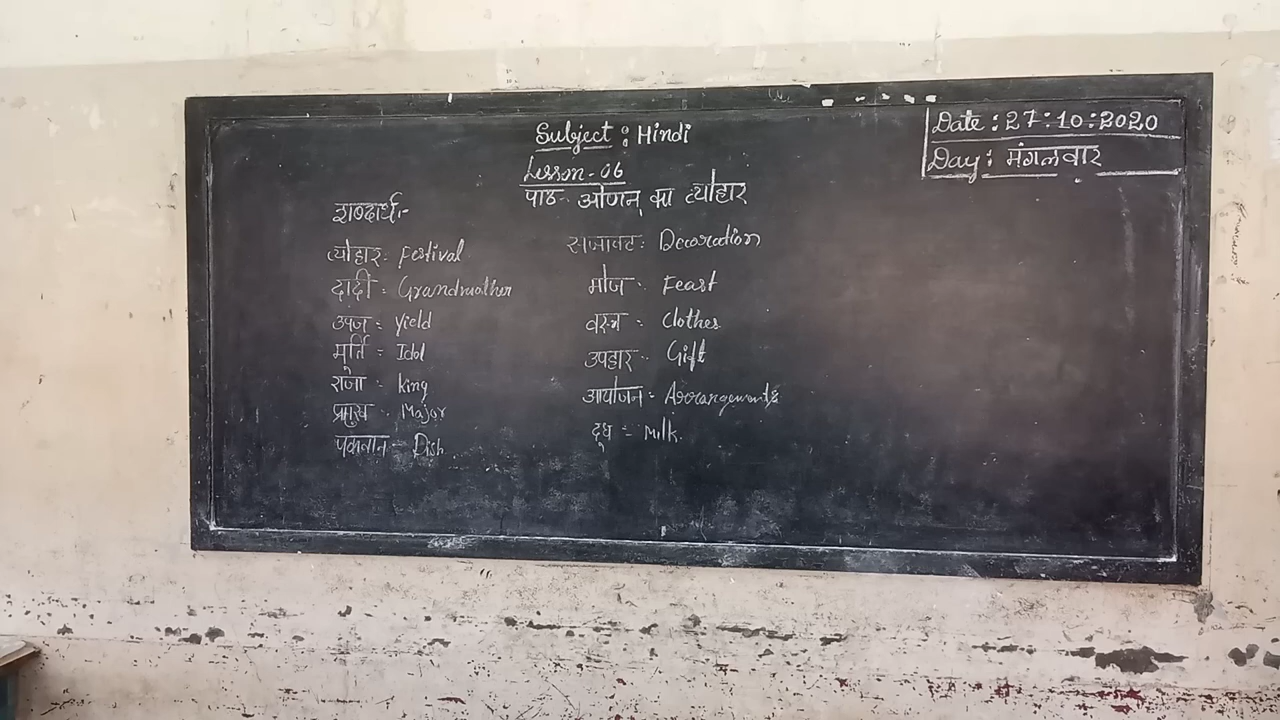 Subject : Hindi
Date : 27:10:2020
Lesson - 06
Day : मंगलवार
पाठ - ओणम् का त्योहार
शब्दार्थ :-
त्योहार - Festival
दादी - Grandmother
उपज - Yield
मूर्ति - Idol
राजा - king
प्रमुख - Major
पकवान - Dish
सजावट - Decoration
भोज - Feast
वस्त्र - Clothes
उपहार - Gift
आयोजन - Arrangements
दूध - Milk.